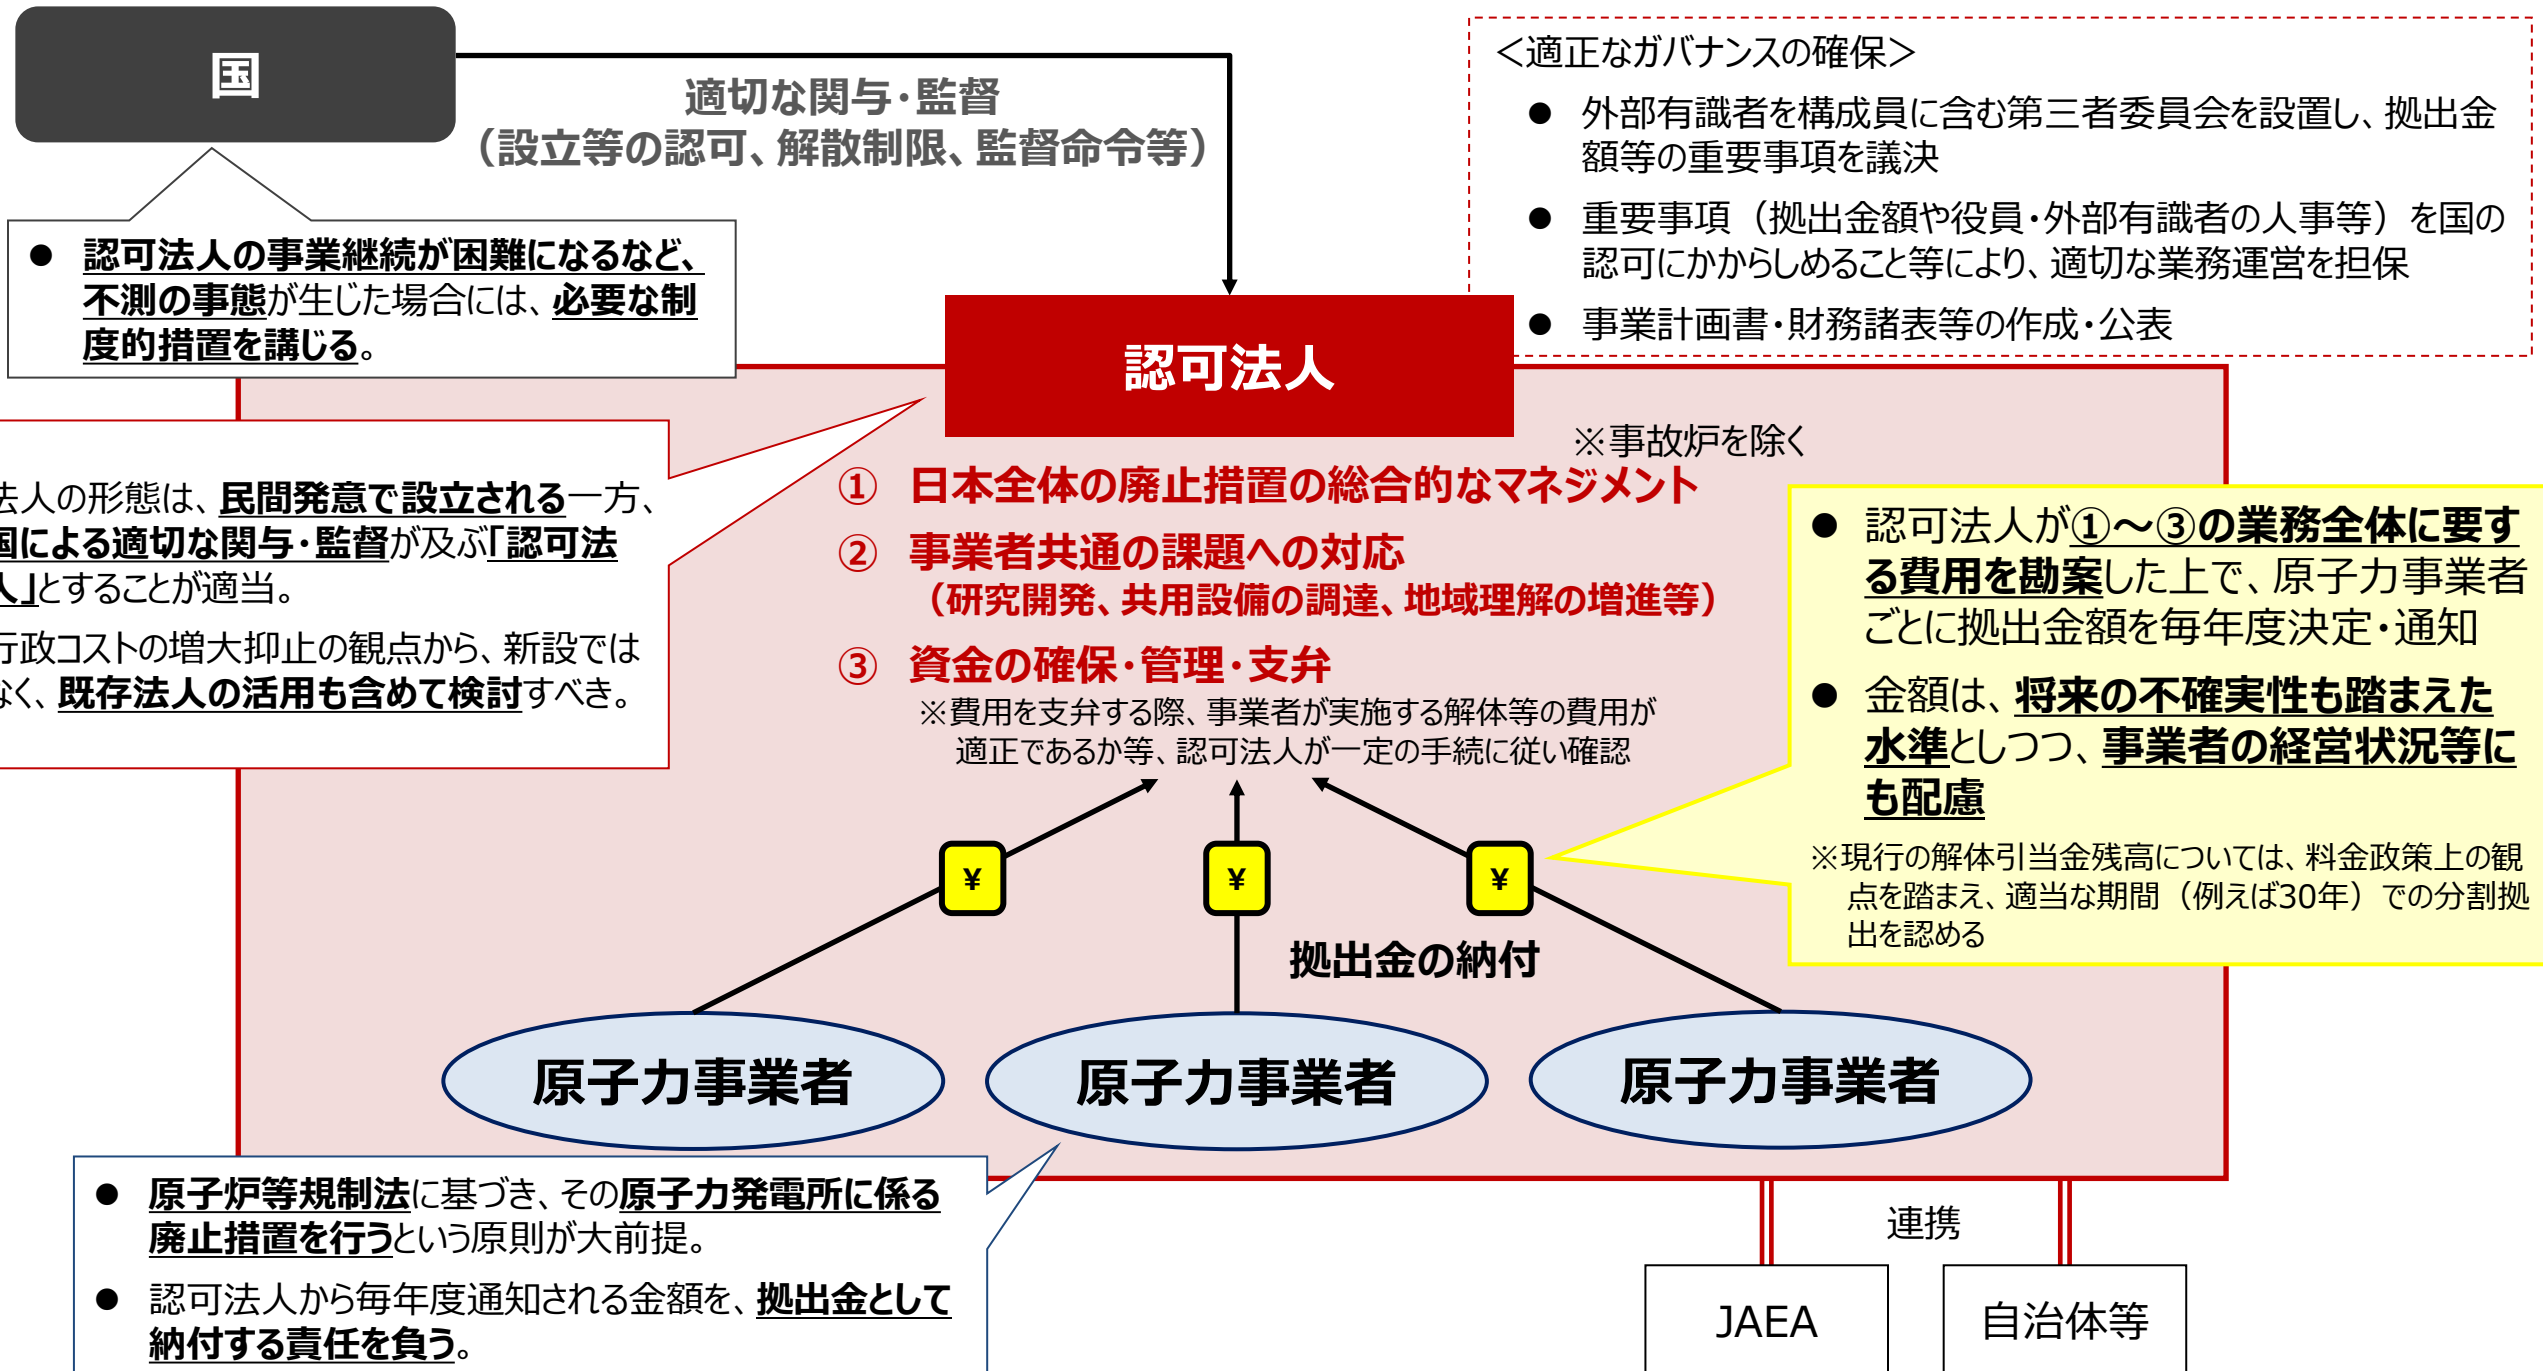 国
適切な関与・監督
（設立等の認可、解散制限、監督命令等）
＜適正なガバナンスの確保＞
● 外部有識者を構成員に含む第三者委員会を設置し、拠出金
額等の重要事項を議決
● 重要事項（拠出金額や役員・外部有識者の人事等）を国の
認可にかからしめること等により、適切な業務運営を担保
● 事業計画書・財務諸表等の作成・公表
● 認可法人の事業継続が困難になるなど、
不測の事態が生じた場合には、必要な制
度的措置を講じる。
認可法人
※事故炉を除く
法人の形態は、民間発意で設立される一方、
国による適切な関与・監督が及ぶ「認可法
人」とすることが適当。
行政コストの増大抑止の観点から、新設では
なく、既存法人の活用も含めて検討すべき。
① 日本全体の廃止措置の総合的なマネジメント
② 事業者共通の課題への対応
（研究開発、共用設備の調達、地域理解の増進等）
③ 資金の確保・管理・支弁
※費用を支弁する際、事業者が実施する解体等の費用が
適正であるか等、認可法人が一定の手続に従い確認
● 認可法人が①～③の業務全体に要す
る費用を勘案した上で、原子力事業者
ごとに拠出金額を毎年度決定・通知
● 金額は、将来の不確実性も踏まえた
水準としつつ、事業者の経営状況等に
も配慮
※現行の解体引当金残高については、料金政策上の観
点を踏まえ、適当な期間（例えば30年）での分割拠
出を認める
¥
¥
¥
拠出金の納付
原子力事業者
原子力事業者
原子力事業者
● 原子炉等規制法に基づき、その原子力発電所に係る
廃止措置を行うという原則が大前提。
● 認可法人から毎年度通知される金額を、拠出金として
納付する責任を負う。
連携
JAEA
自治体等